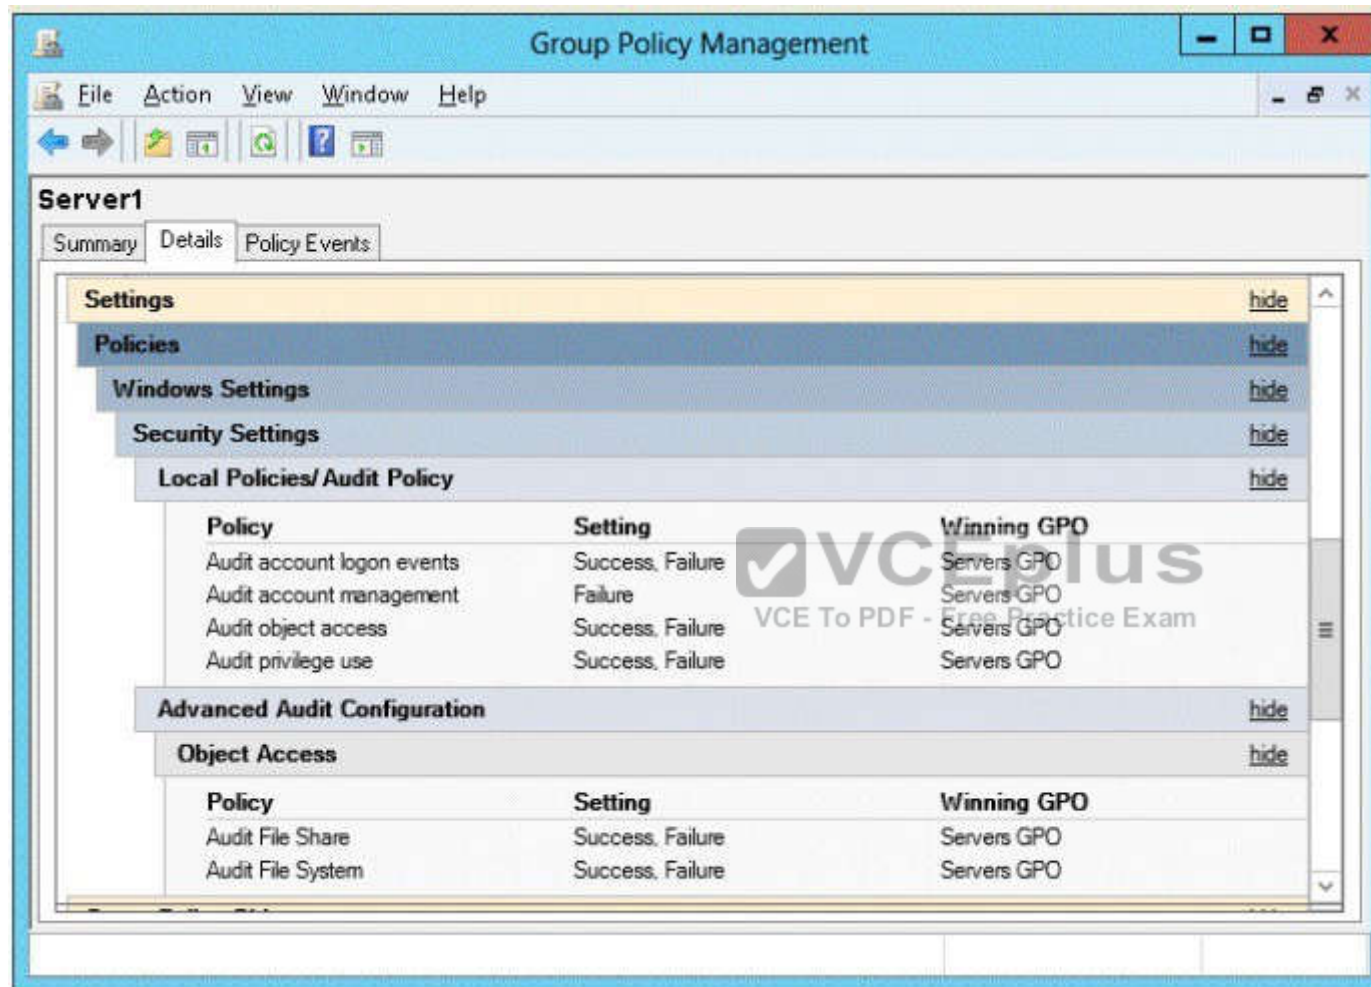 Group Policy Management
File Action View Window Help
Server1
Summary Details Policy Events
Settings hide
Policies hide
Windows Settings hide
Security Settings hide
Local Policies/Audit Policy hide
Policy Setting Winning GPO
Audit account logon events Success, Failure Servers GPO
Audit account management Failure Servers GPO
Audit object access Success, Failure Servers GPO
Audit privilege use Success, Failure Servers GPO
VCEplus
VCE To PDF - Free Practice Exam
Advanced Audit Configuration hide
Object Access hide
Policy Setting Winning GPO
Audit File Share Success, Failure Servers GPO
Audit File System Success, Failure Servers GPO